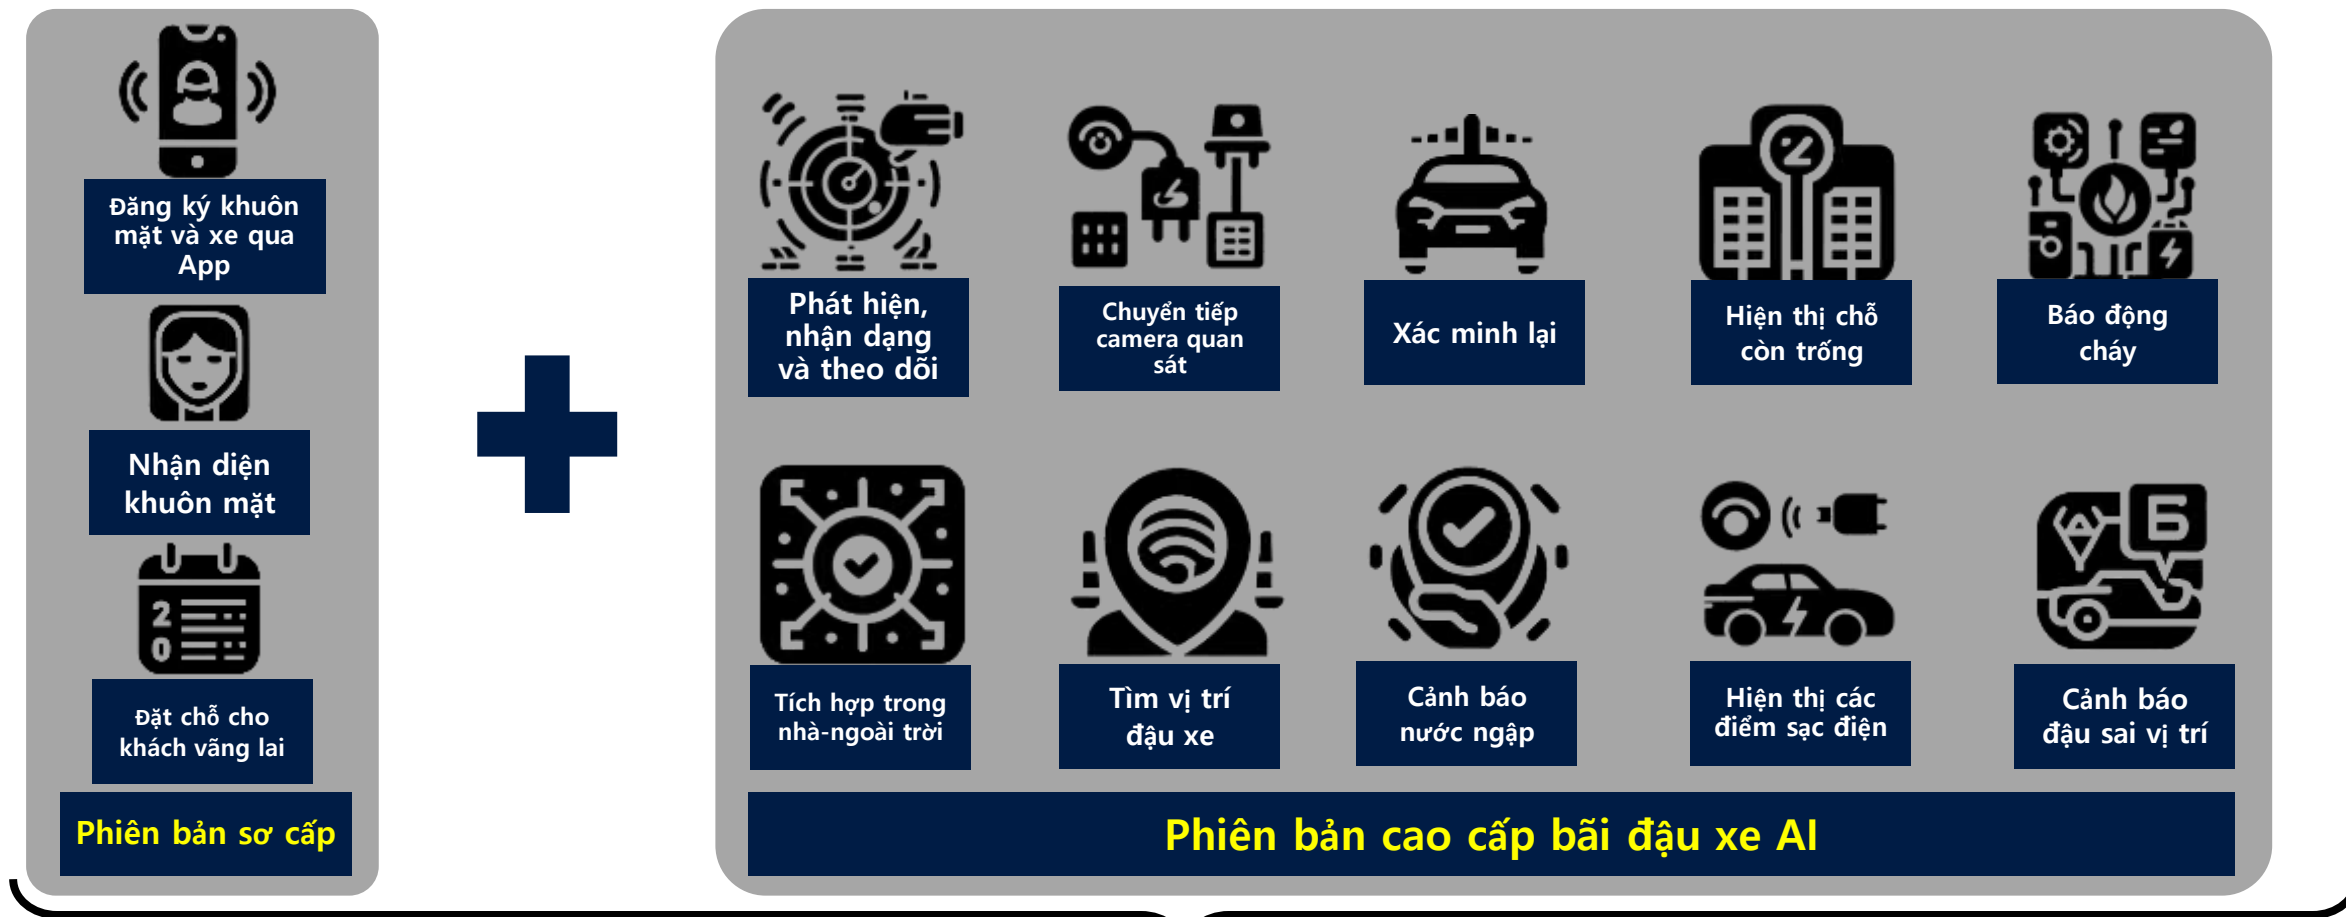 Đăng ký khuôn
mặt và xe qua
App
Nhận diện
khuôn mặt
2
0
Đặt chỗ cho
khách vãng lai
Phiên bản sơ cấp
Phát hiện,
nhận dạng
và theo dõi
Chuyển tiếp
camera quan
sát
Xác minh lại
Hiện thị chỗ
còn trống
Báo động
cháy
Tích hợp trong
nhà-ngoài trời
Tìm vị trí
đậu xe
Cảnh báo
nước ngập
Hiện thị các
điểm sạc điện
Cảnh báo
đậu sai vị trí
Phiên bản cao cấp bãi đậu xe AI